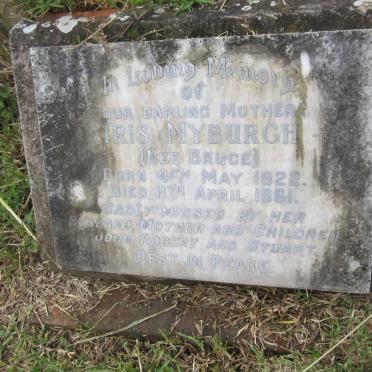 In Loving Memory
of
OUR DARLING MOTHER
IRIS MYBURGH
(NEE BRUCE)
BORN 4TH MAY 1922.
DIED 11TH APRIL 1961.
SADLY MISSED BY HER
HUSBAND, MOTHER AND CHILDREN
JOHN, ROBERT AND STUART.
REST IN PEACE